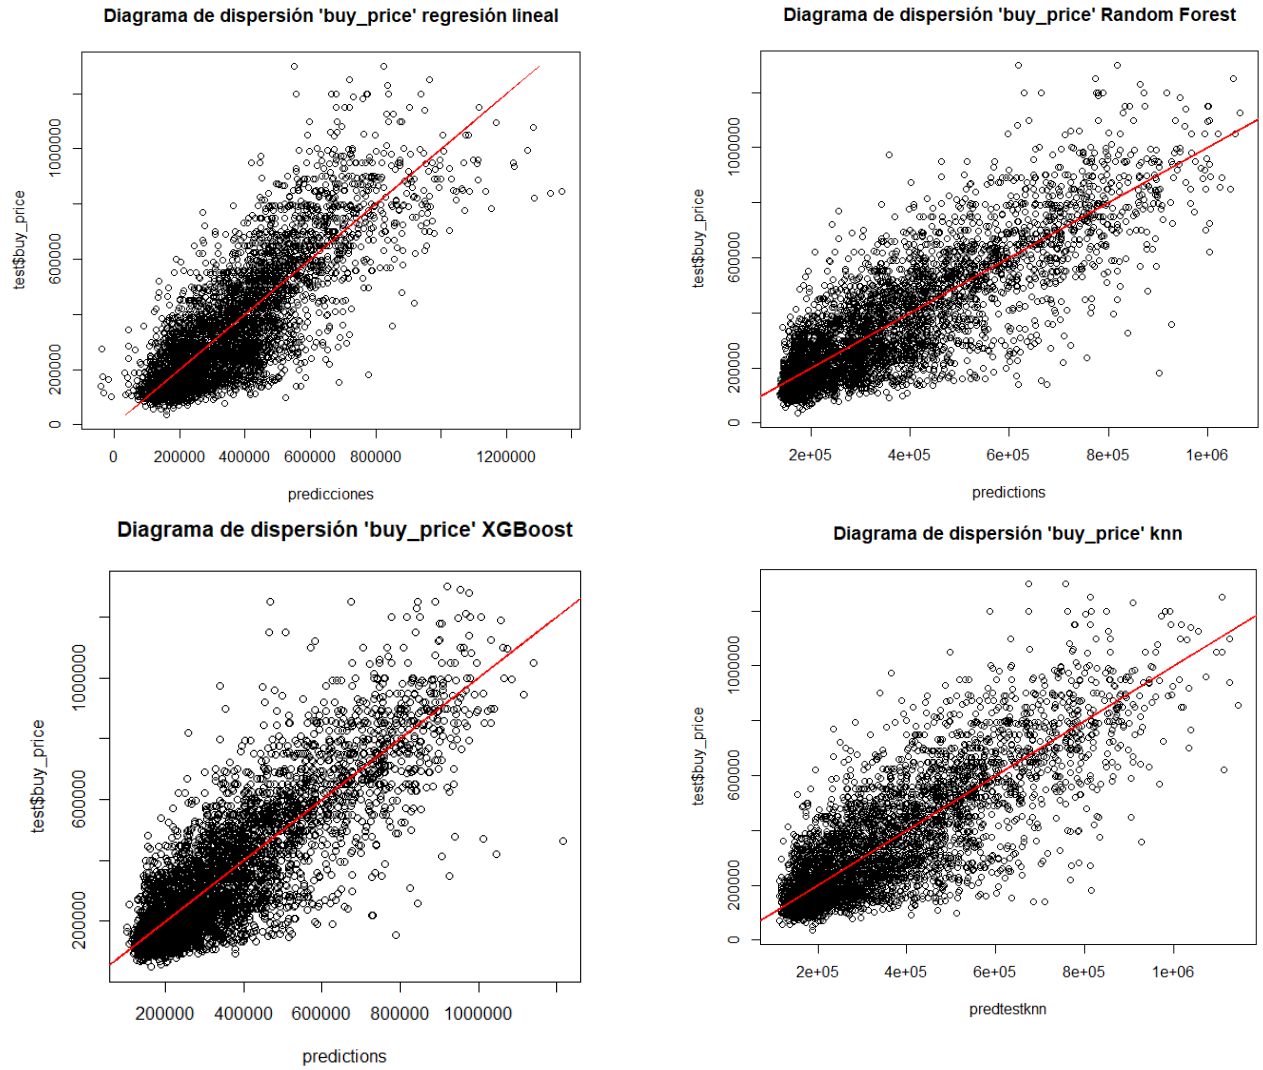 Diagrama de dispersión 'buy_price' regresión lineal
test$buy_price
0
200000
600000
1000000
0
200000
400000
600000
800000
1200000
predicciones
Diagrama de dispersión 'buy_price' Random Forest
test$buy_price
0
200000
600000
1000000
2e+05
4e+05
6e+05
8e+05
1e+06
predictions
Diagrama de dispersión 'buy_price' XGBoost
test$buy_price
200000
600000
1000000
200000
400000
600000
800000
1000000
predictions
Diagrama de dispersión 'buy_price' knn
test$buy_price
0
200000
600000
1000000
2e+05
4e+05
6e+05
8e+05
1e+06
predtestknn